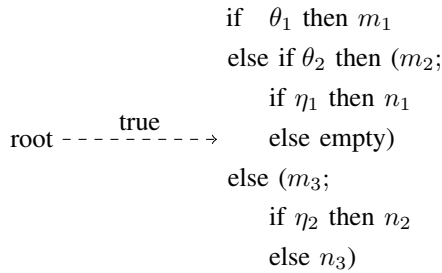 if θ₁ then m₁
else if θ₂ then (m₂;
if η₁ then n₁
true
root
else empty)
else (m₃;
if η₂ then n₂
else n₃)